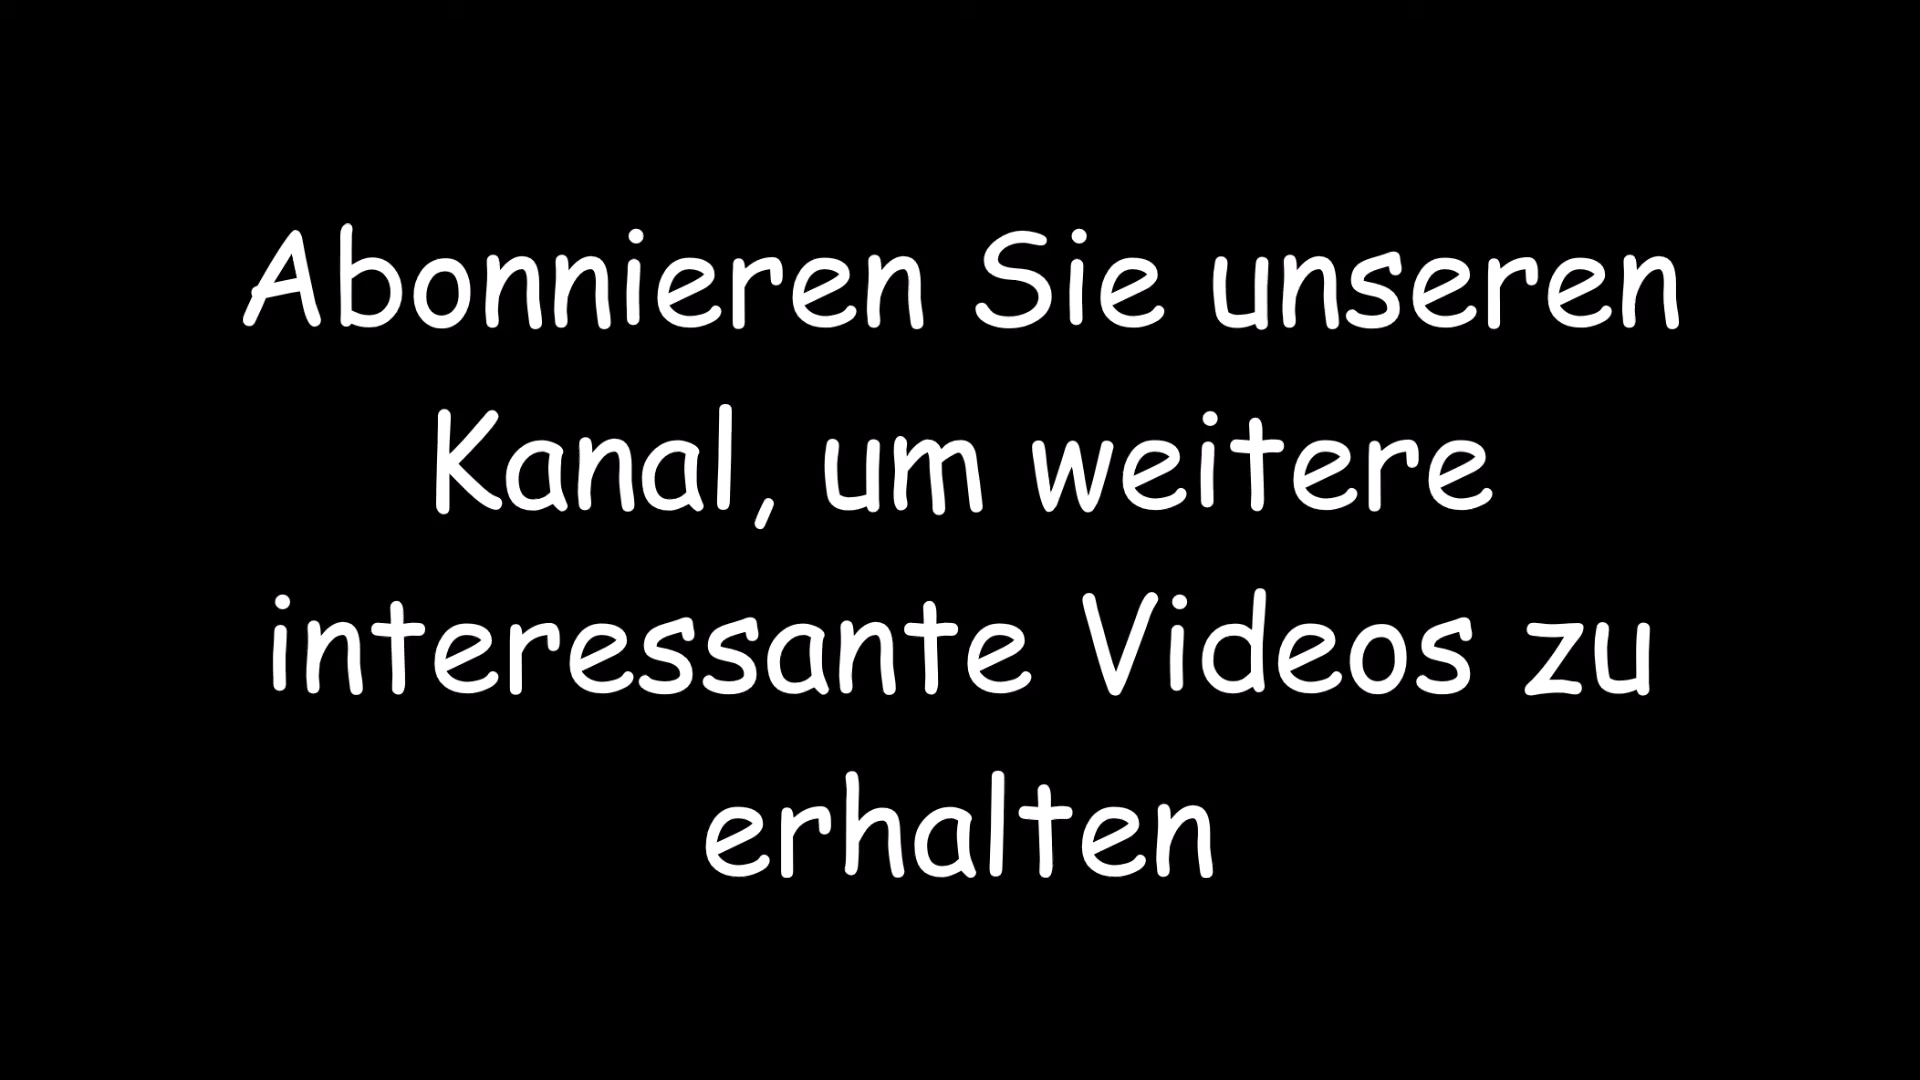 Abonnieren Sie unseren
Kanal, um weitere
interessante Videos zu
erhalten